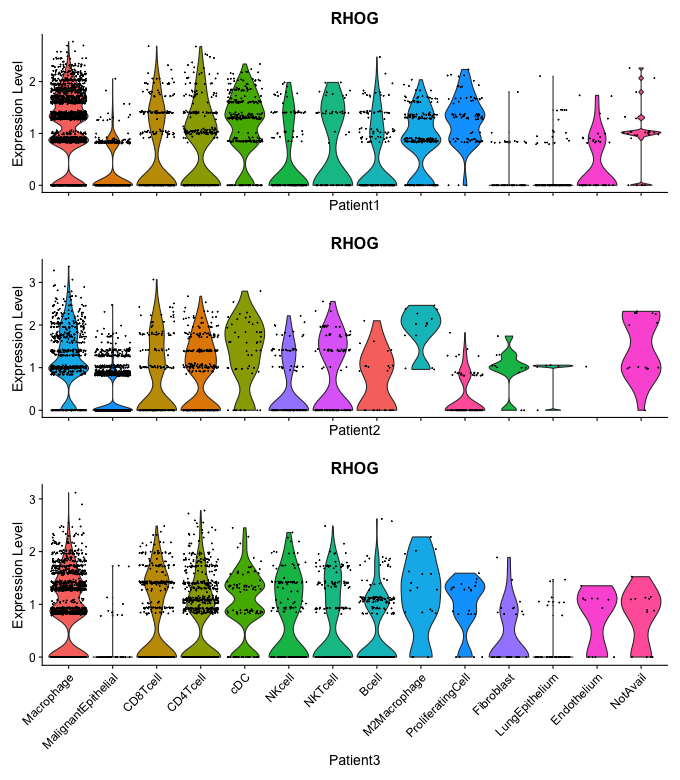 RHOG
Expression Level
2
1
0
Patient1
RHOG
Expression Level
3
2
1
0
Patient2
RHOG
Expression Level
3
2
1
0
Macrophage
MalignantEpithelial
CD8Tcell
CD4Tcell
cDC
NKcell
NKTcell
Bcell
M2Macrophage
ProliferatingCell
Fibroblast
LungEpithelium
Endothelium
NotAvail
Patient3